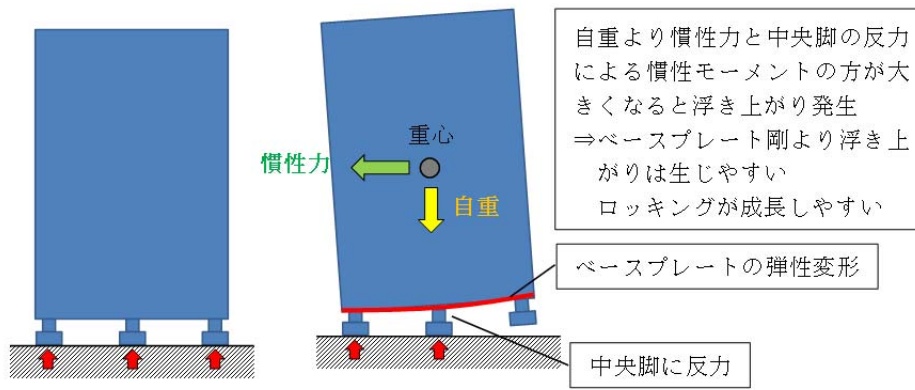 自重より慣性力と中央脚の反力
による慣性モーメントの方が大
きくなると浮き上がり発生
⇒ベースプレート剛より浮き上
がりは生じやすい
ロッキングが成長しやすい
重心
慣性力
自重
ベースプレートの弾性変形
中央脚に反力